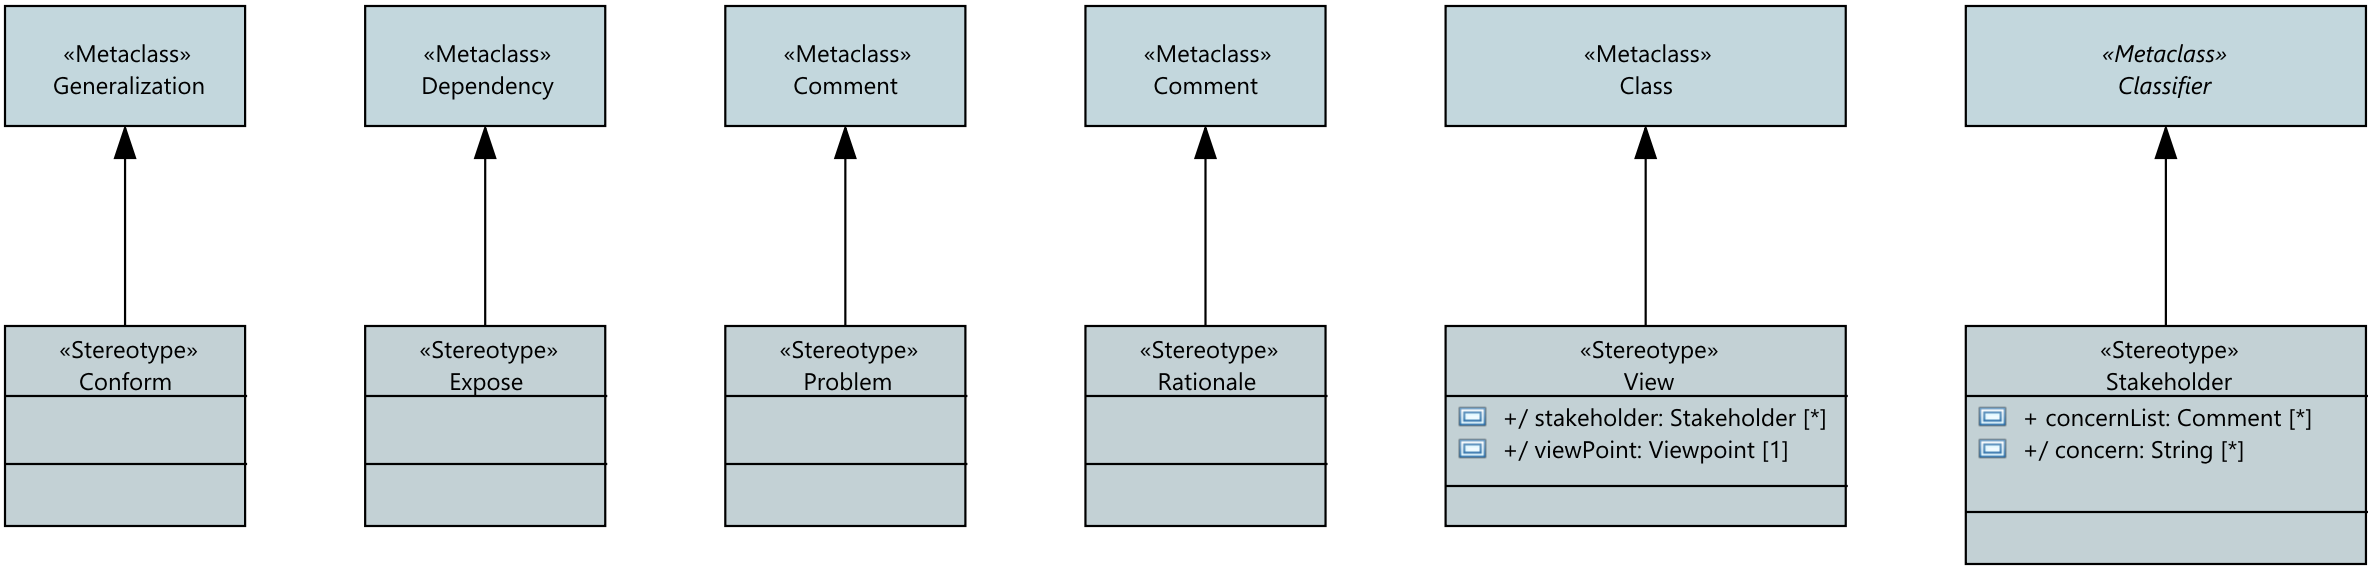 «Metaclass»
Generalization
«Metaclass»
Dependency
«Metaclass»
Comment
«Metaclass»
Comment
«Metaclass»
Class
«Metaclass»
Classifier
«Stereotype»
Conform
«Stereotype»
Expose
«Stereotype»
Problem
«Stereotype»
Rationale
«Stereotype»
View
+/ stakeholder: Stakeholder [*]
+/ viewPoint: Viewpoint [1]
«Stereotype»
Stakeholder
+ concernList: Comment [*]
+/ concern: String [*]